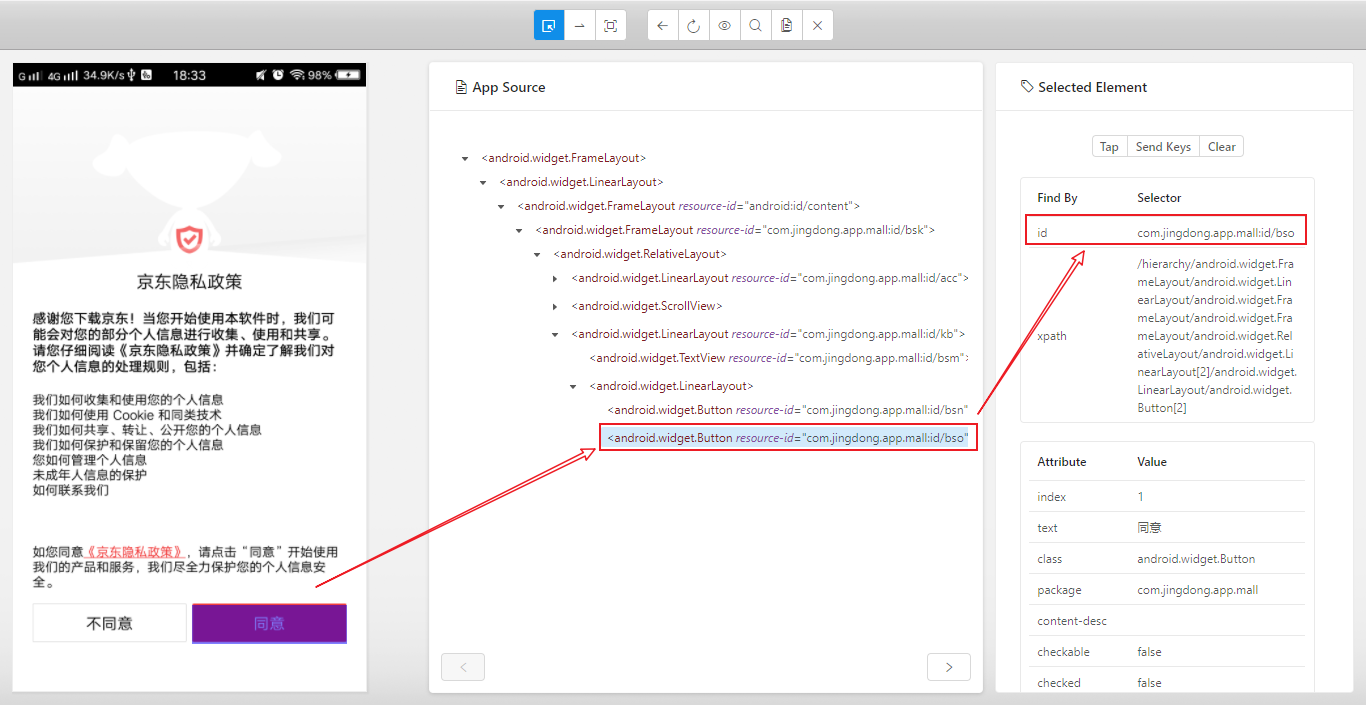 G 4G 34.9K/s 18:33 98%
京东隐私政策
感谢您下载京东！当您开始使用本软件时，我们可
能会对您的部分个人信息进行收集、使用和共享。
请您仔细阅读《京东隐私政策》并确定了解我们对
您个人信息的处理规则，包括：
我们如何收集和使用您的个人信息
我们如何使用 Cookie 和同类技术
我们如何共享、转让、公开您的个人信息
我们如何保护和保留您的个人信息
您如何管理个人信息
未成年人信息的保护
如何联系我们
如您同意《京东隐私政策》，请点击“同意”开始使用
我们的产品和服务，我们尽全力保护您的个人信息安
全。
不同意 同意
App Source
<android.widget.FrameLayout>
<android.widget.LinearLayout>
<android.widget.FrameLayout resource-id="android:id/content">
<android.widget.FrameLayout resource-id="com.jingdong.app.mall:id/bsk">
<android.widget.RelativeLayout>
<android.widget.LinearLayout resource-id="com.jingdong.app.mall:id/acc">
<android.widget.ScrollView>
<android.widget.LinearLayout resource-id="com.jingdong.app.mall:id/kb">
<android.widget.TextView resource-id="com.jingdong.app.mall:id/bsm">
<android.widget.LinearLayout>
<android.widget.Button resource-id="com.jingdong.app.mall:id/bsn"
<android.widget.Button resource-id="com.jingdong.app.mall:id/bso"
Selected Element
Tap Send Keys Clear
Find By Selector
id com.jingdong.app.mall:id/bso
xpath
/hierarchy/android.widget.Fra
meLayout/android.widget.Lin
earLayout/android.widget.Fra
meLayout/android.widget.Fra
meLayout/android.widget.Rel
ativeLayout/android.widget.Li
nearLayout[2]/android.widget.
LinearLayout/android.widget.
Button[2]
Attribute Value
index 1
text 同意
class android.widget.Button
package com.jingdong.app.mall
content-desc
checkable false
checked false